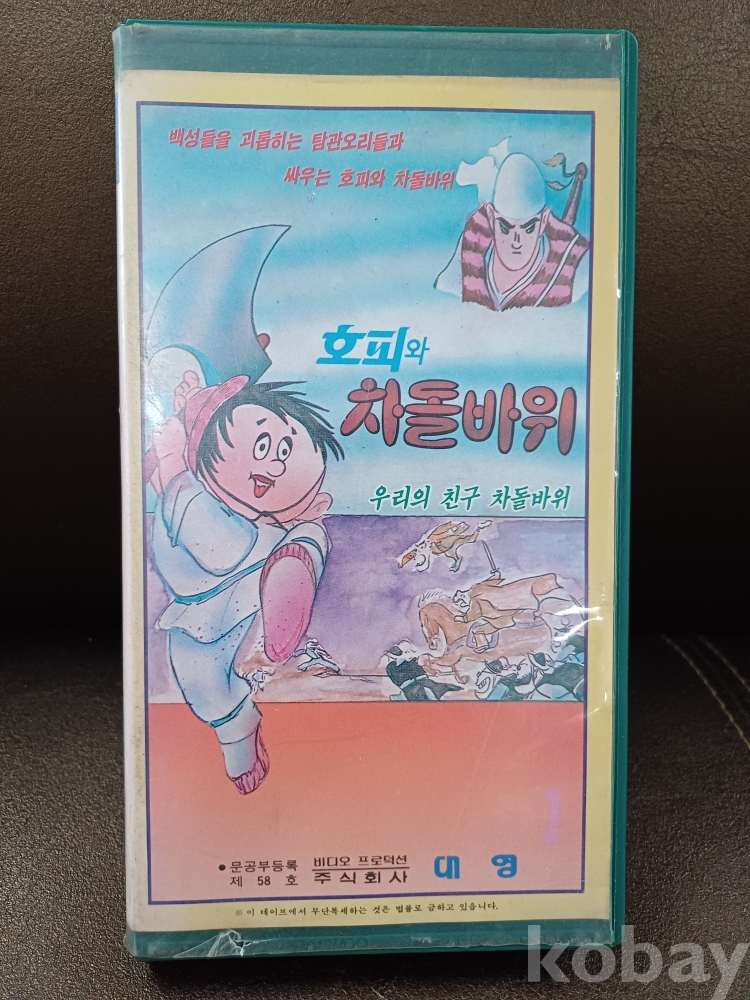 백성들을 괴롭히는 탐관오리들과
싸우는 호피와 차돌바위
호피와
차돌바위
우리의 친구 차돌바위
●문공부등록
제 58 호
비디오 프로덕션
주식회사
대영
※ 이 테이프에서 무단복세하는 것은 법률로 금하고 있읍니다.
kobay